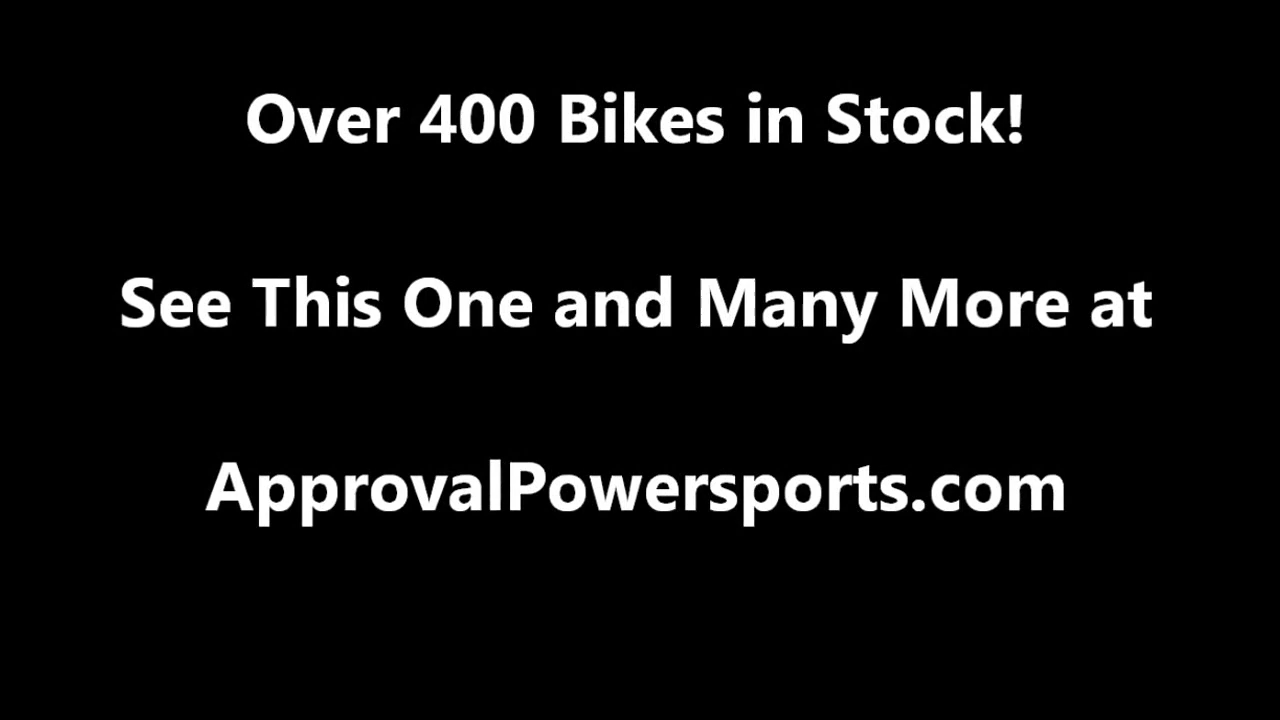 Over 400 Bikes in Stock!
See This One and Many More at
ApprovalPowersports.com